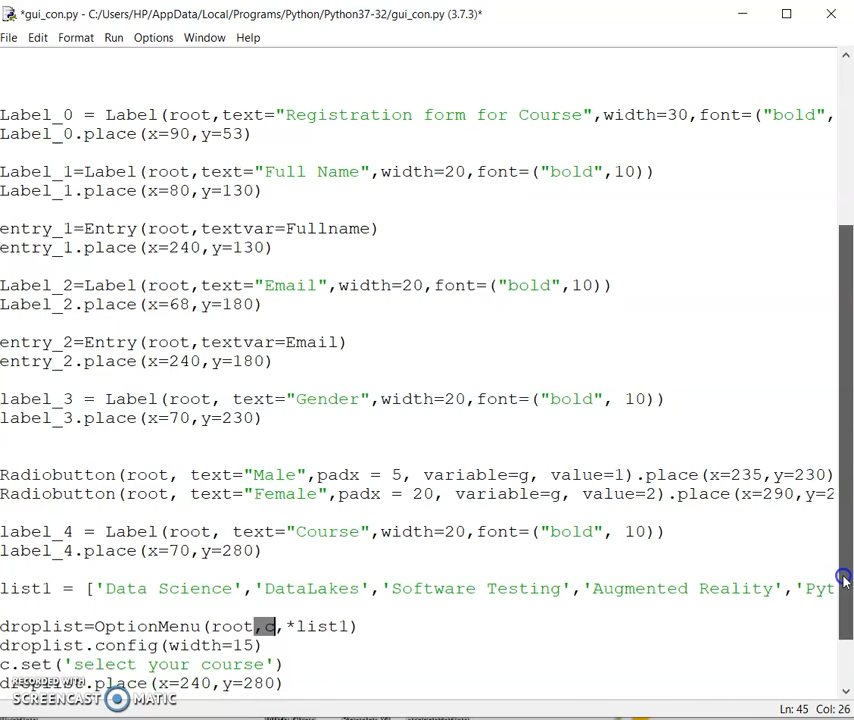 *gui_con.py - C:/Users/HP/AppData/Local/Programs/Python/Python37-32/gui_con.py (3.7.3)*
File Edit Format Run Options Window Help
Label_0 = Label(root,text="Registration form for Course",width=30,font=("bold",
Label_0.place(x=90,y=53)
Label_1=Label(root,text="Full Name",width=20,font=("bold",10))
Label_1.place(x=80,y=130)
entry_1=Entry(root,textvar=Fullname)
entry_1.place(x=240,y=130)
Label_2=Label(root,text="Email",width=20,font=("bold",10))
Label_2.place(x=68,y=180)
entry_2=Entry(root,textvar=Email)
entry_2.place(x=240,y=180)
label_3 = Label(root, text="Gender",width=20,font=("bold", 10))
label_3.place(x=70,y=230)
Radiobutton(root, text="Male",padx = 5, variable=g, value=1).place(x=235,y=230)
Radiobutton(root, text="Female",padx = 20, variable=g, value=2).place(x=290,y=2
label_4 = Label(root, text="Course",width=20,font=("bold", 10))
label_4.place(x=70,y=280)
list1 = ['Data Science','DataLakes','Software Testing','Augmented Reality','Pyt
droplist=OptionMenu(root,c,*list1)
droplist.config(width=15)
c.set('select your course')
droplist.place(x=240,y=280)
RECORDED WITH
SCREENCAST MATIC
Ln: 45 Col: 26